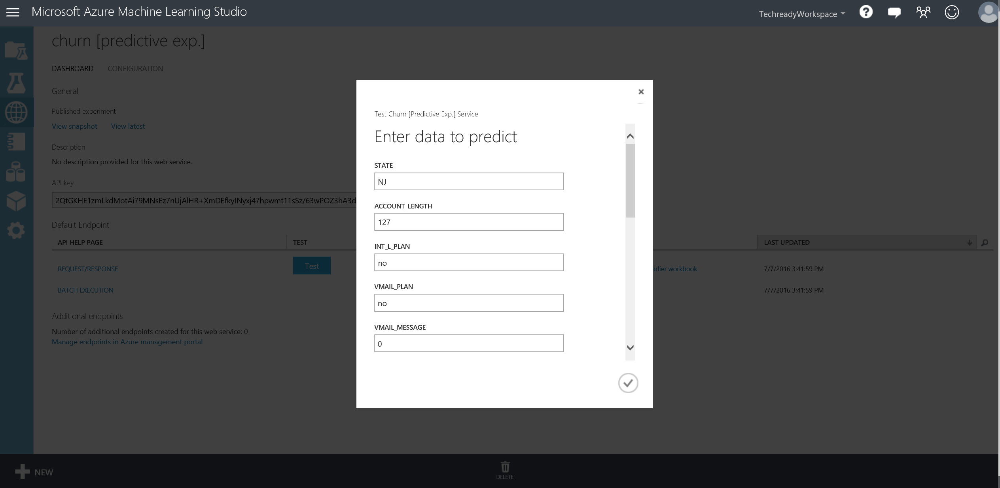 Microsoft Azure Machine Learning Studio
TechreadyWorkspace
churn [predictive exp.]
DASHBOARD CONFIGURATION
General
Published experiment
View snapshot View latest
Description
No description provided for this web service.
API key
2QtGKHE1zmLkdMotAi79MNsEz7nUjAlHR+XmDEfkyINyxj47hpwmt11sSz/63wPOZ3hA3d
Default Endpoint
API HELP PAGE TEST LAST UPDATED
REQUEST/RESPONSE Test arlier workbook 7/7/2016 3:41:59 PM
BATCH EXECUTION 7/7/2016 3:41:59 PM
Additional endpoints
Number of additional endpoints created for this web service: 0
Manage endpoints in Azure management portal
Test Churn [Predictive Exp.] Service
Enter data to predict
STATE
NJ
ACCOUNT_LENGTH
127
INT_L_PLAN
no
VMAIL_PLAN
no
VMAIL_MESSAGE
0
NEW
DELETE